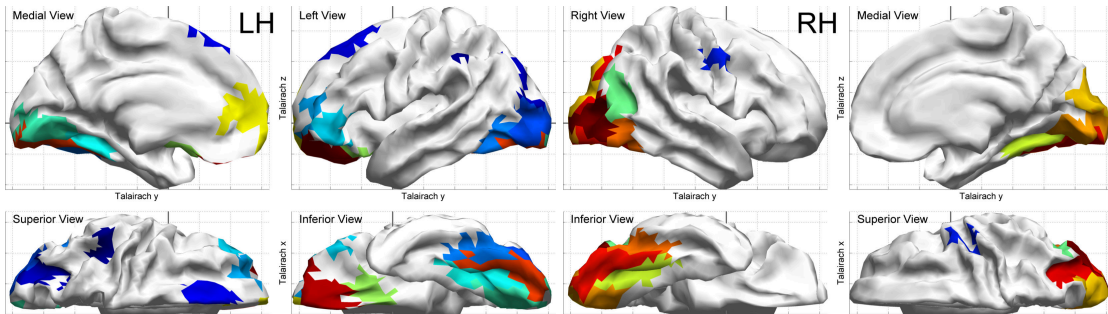 Medial View
LH
Left View
Right View
RH
Medial View
Talairach z
Talairach z
Talairach y
Talairach y
Talairach y
Talairach y
Superior View
Inferior View
Inferior View
Superior View
Talairach x
Talairach x